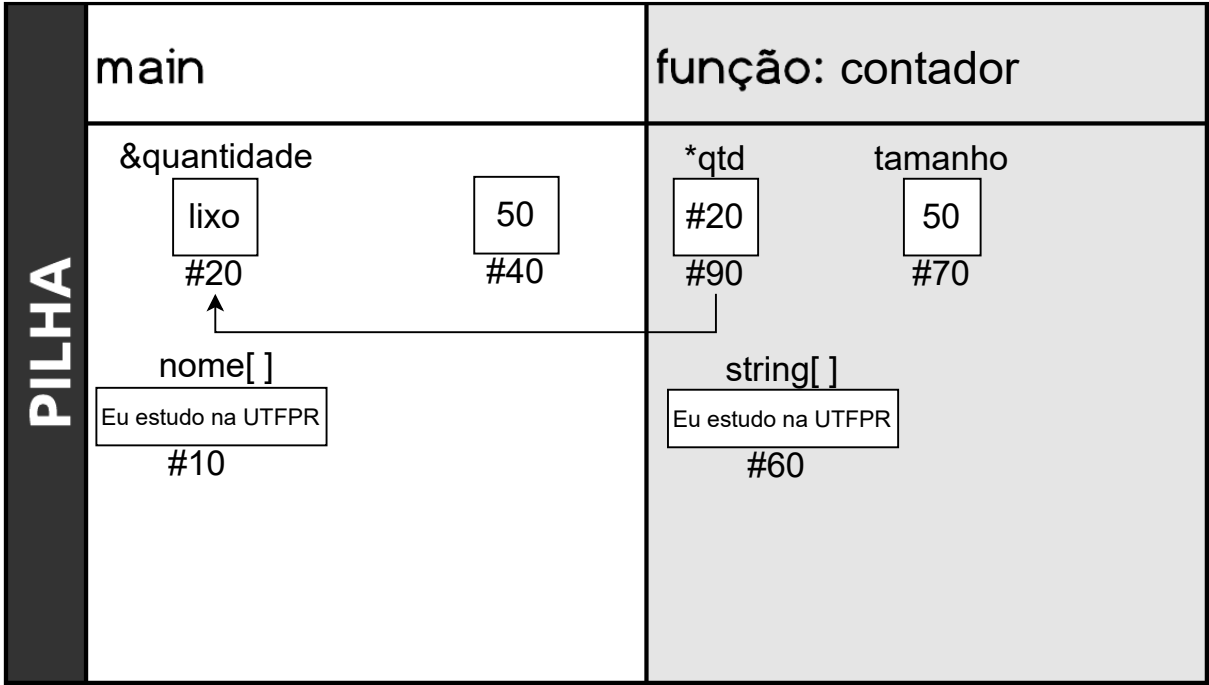 PILHA
main
função: contador
&quantidade
lixo
#20
50
#40
*qtd
#20
#90
tamanho
50
#70
nome[ ]
Eu estudo na UTFPR
#10
string[ ]
Eu estudo na UTFPR
#60